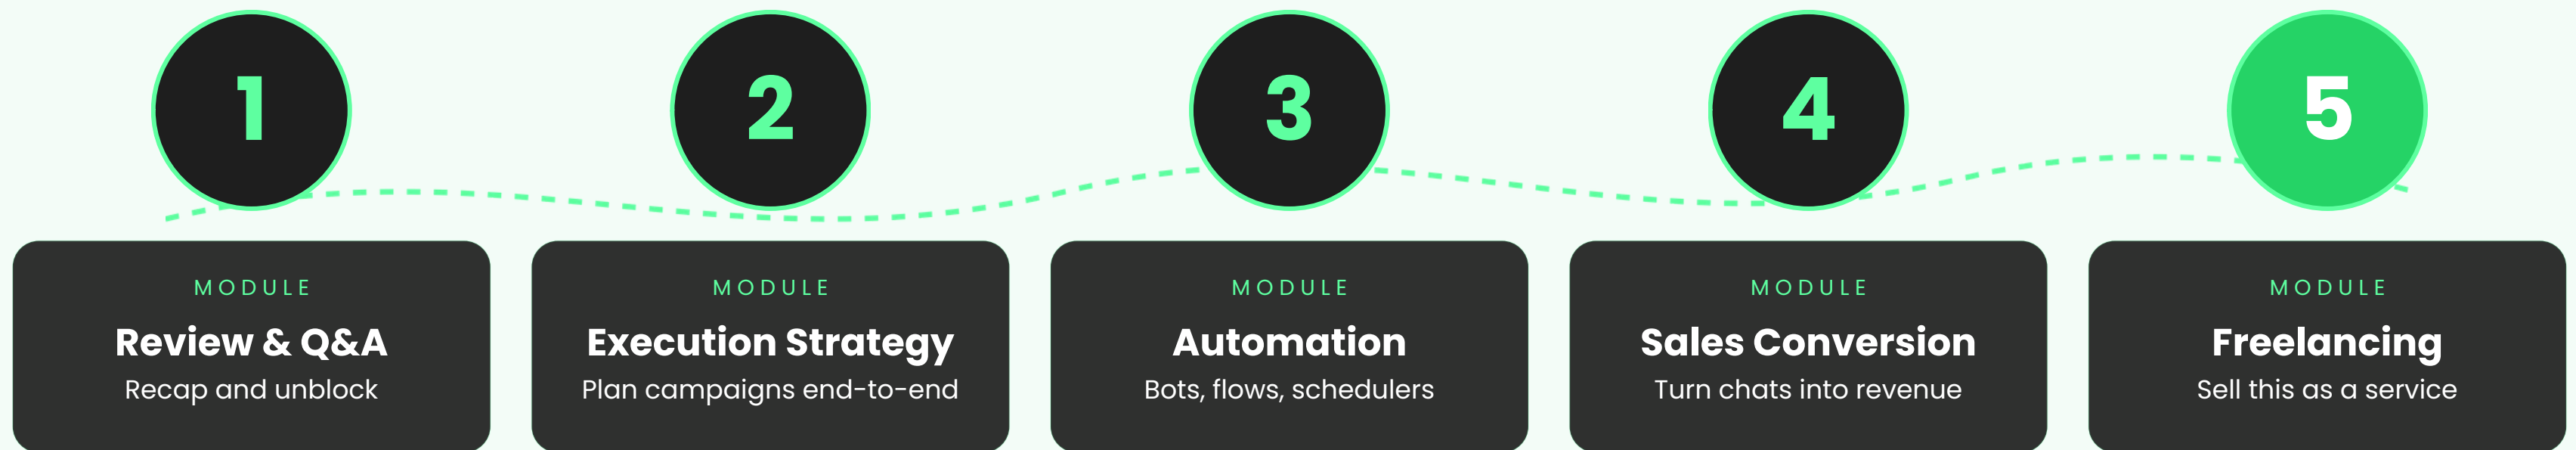 1
2
3
4
5
MODULE
Review & Q&A
Recap and unblock
MODULE
Execution Strategy
Plan campaigns end-to-end
MODULE
Automation
Bots, flows, schedulers
MODULE
Sales Conversion
Turn chats into revenue
MODULE
Freelancing
Sell this as a service